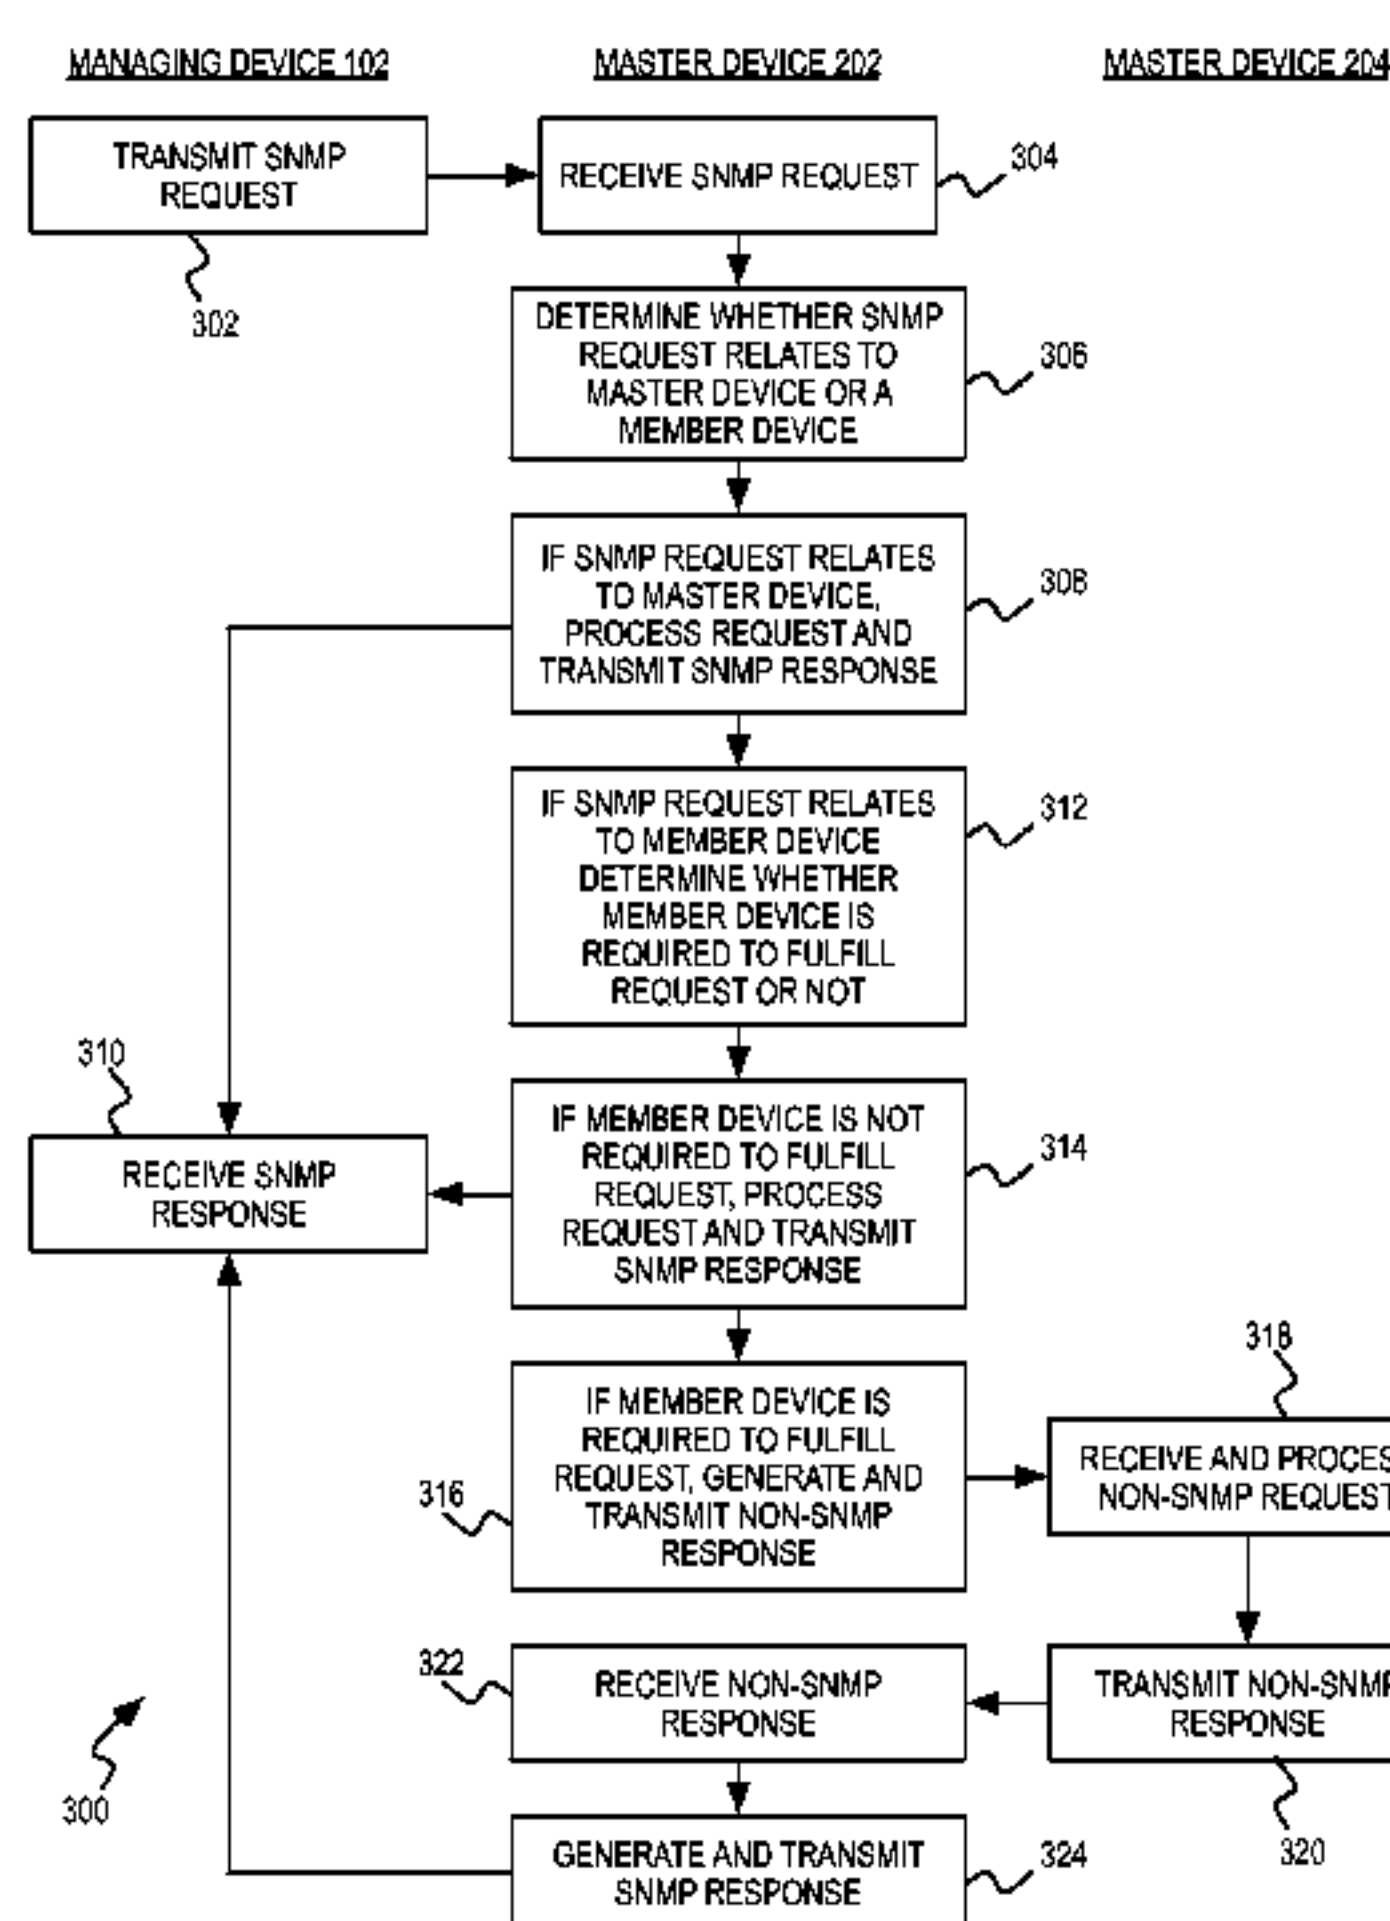 MANAGING DEVICE 102
MASTER DEVICE 202
MASTER DEVICE 204
TRANSMIT SNMP
REQUEST
302
RECEIVE SNMP REQUEST
304
DETERMINE WHETHER SNMP
REQUEST RELATES TO
MASTER DEVICE OR A
MEMBER DEVICE
306
IF SNMP REQUEST RELATES
TO MASTER DEVICE,
PROCESS REQUEST AND
TRANSMIT SNMP RESPONSE
308
IF SNMP REQUEST RELATES
TO MEMBER DEVICE
DETERMINE WHETHER
MEMBER DEVICE IS
REQUIRED TO FULFILL
REQUEST OR NOT
312
310
RECEIVE SNMP
RESPONSE
IF MEMBER DEVICE IS NOT
REQUIRED TO FULFILL
REQUEST, PROCESS
REQUEST AND TRANSMIT
SNMP RESPONSE
314
IF MEMBER DEVICE IS
REQUIRED TO FULFILL
REQUEST, GENERATE AND
TRANSMIT NON-SNMP
RESPONSE
316
318
RECEIVE AND PROCES
NON-SNMP REQUEST
322
RECEIVE NON-SNMP
RESPONSE
TRANSMIT NON-SNMP
RESPONSE
320
300
GENERATE AND TRANSMIT
SNMP RESPONSE
324